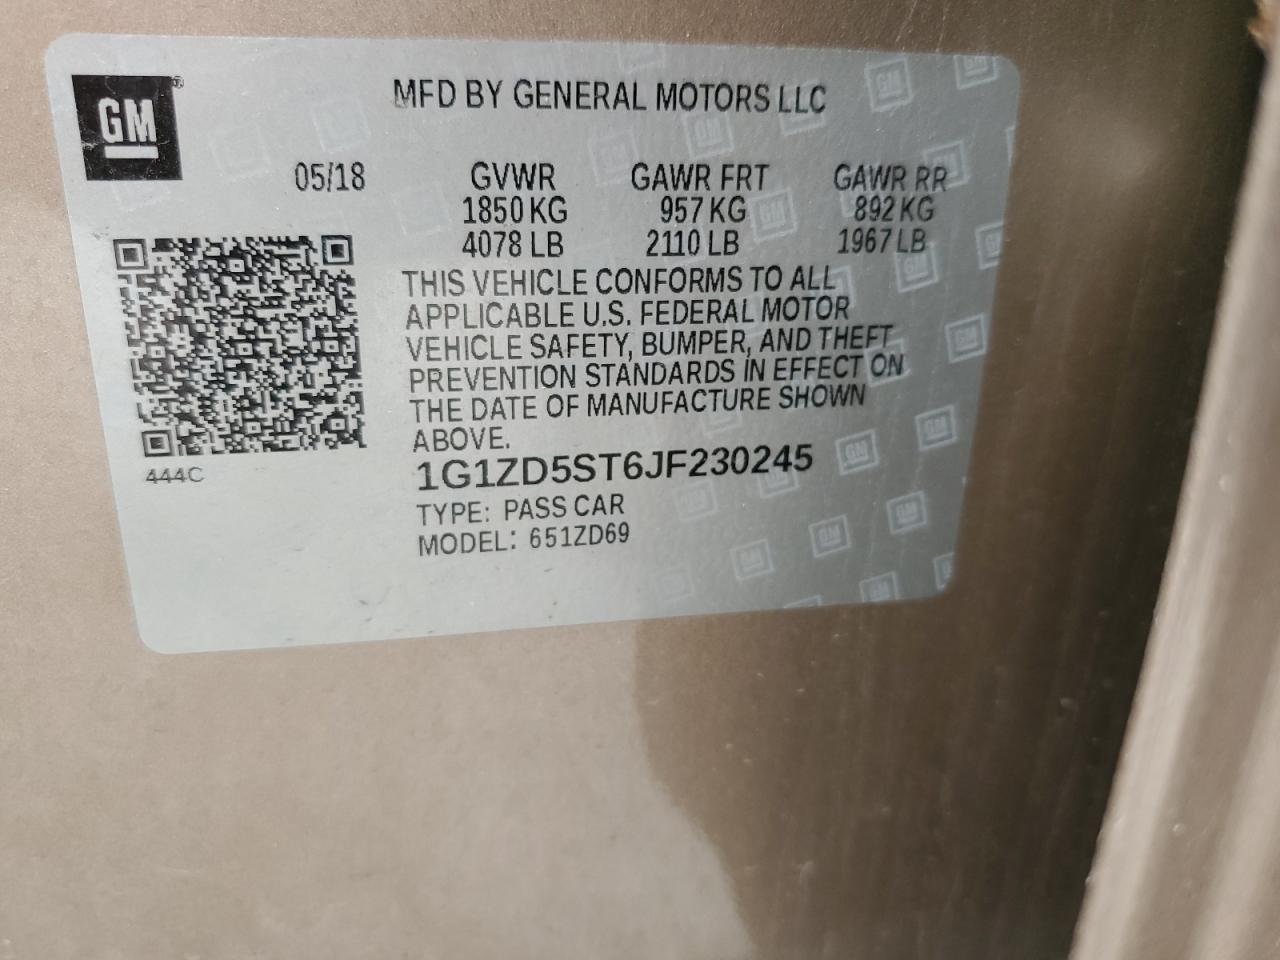 GM
MFD BY GENERAL MOTORS LLC
05/18 GVWR GAWR FRT GAWR RR
1850 KG 957 KG 892 KG
4078 LB 2110 LB 1967 LB
THIS VEHICLE CONFORMS TO ALL
APPLICABLE U.S. FEDERAL MOTOR
VEHICLE SAFETY, BUMPER, AND THEFT
PREVENTION STANDARDS IN EFFECT ON
THE DATE OF MANUFACTURE SHOWN
ABOVE.
444C
1G1ZD5ST6JF230245
TYPE: PASS CAR
MODEL: 651ZD69